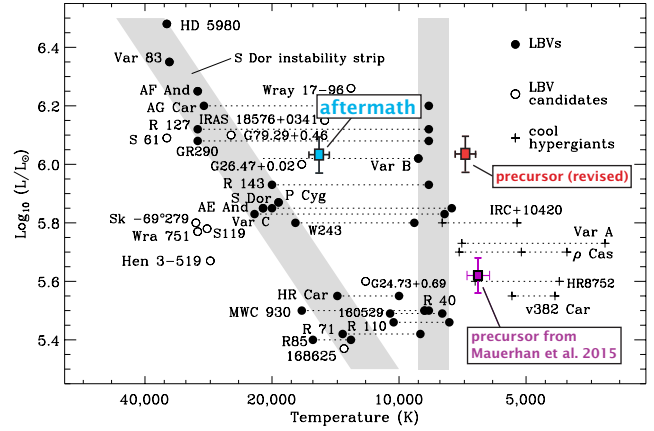 HD 5980
Var 83
S Dor instability strip
LBVs
AF And
Wray 17-96
AG Car
LBV
candidates
aftermath
IRAS 18576+0341
R 127
G79.29+0.46
S 61
GR290
cool
hypergiants
G26.47+0.02
Var B
R 143
precursor (revised)
S Dor
P Cyg
AE And
IRC+10420
Sk -69°279
Var C
W243
Var A
Wra 751
S119
ρ Cas
Hen 3-519
G24.73+0.69
HR8752
HR Car
v382 Car
MWC 930
160529
R 40
R 71
R 110
precursor from
Mauerhan et al. 2015
R85
168625
6.4
6.2
6.0
5.8
5.6
5.4
Log₁₀ (L/L☉)
40,000
20,000
10,000
5,000
Temperature (K)